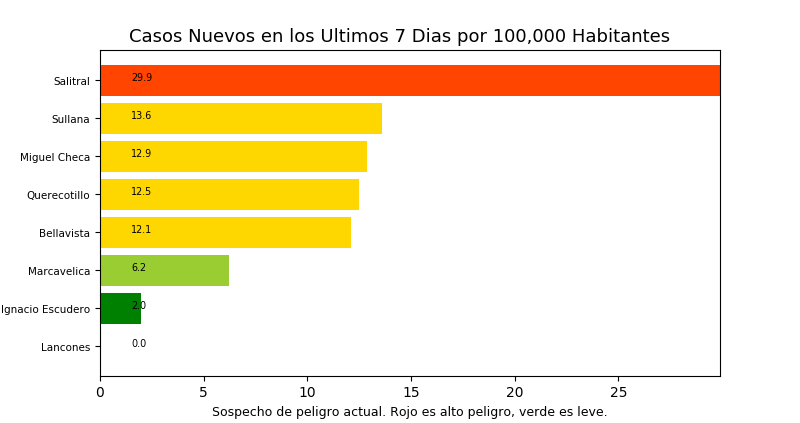 Casos Nuevos en los Ultimos 7 Dias por 100,000 Habitantes
Salitral 29.9
Sullana 13.6
Miguel Checa 12.9
Querecotillo 12.5
Bellavista 12.1
Marcavelica 6.2
Ignacio Escudero 2.0
Lancones 0.0
0 5 10 15 20 25
Sospecho de peligro actual. Rojo es alto peligro, verde es leve.